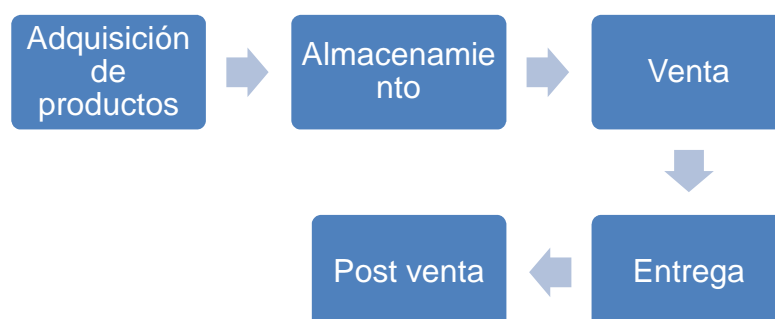 Adquisición
de
productos
Almacenamie
nto
Venta
Entrega
Post venta